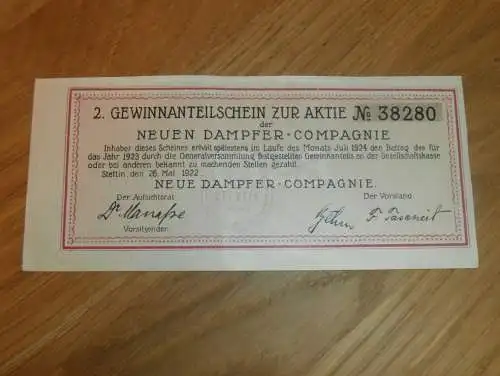 2. GEWINNANTEILSCHEIN ZUR AKTIE № 38280
der
NEUEN DAMPFER-COMPAGNIE
Inhaber dieses Scheines erhält spätestens im Laufe des Monats Juli 1924 den Betrag des für
das Jahr 1923 durch die Generalversammlung festgestellten Gewinnanteils an der Gesellschaftskasse
oder bei anderen bekannt zu machenden Stellen gezahlt.
Stettin, den 26. Mai 1922.
NEUE DAMPFER-COMPAGNIE.
Der Aufsichtsrat Der Vorstand
Dr Manasse
Vorsitzender.